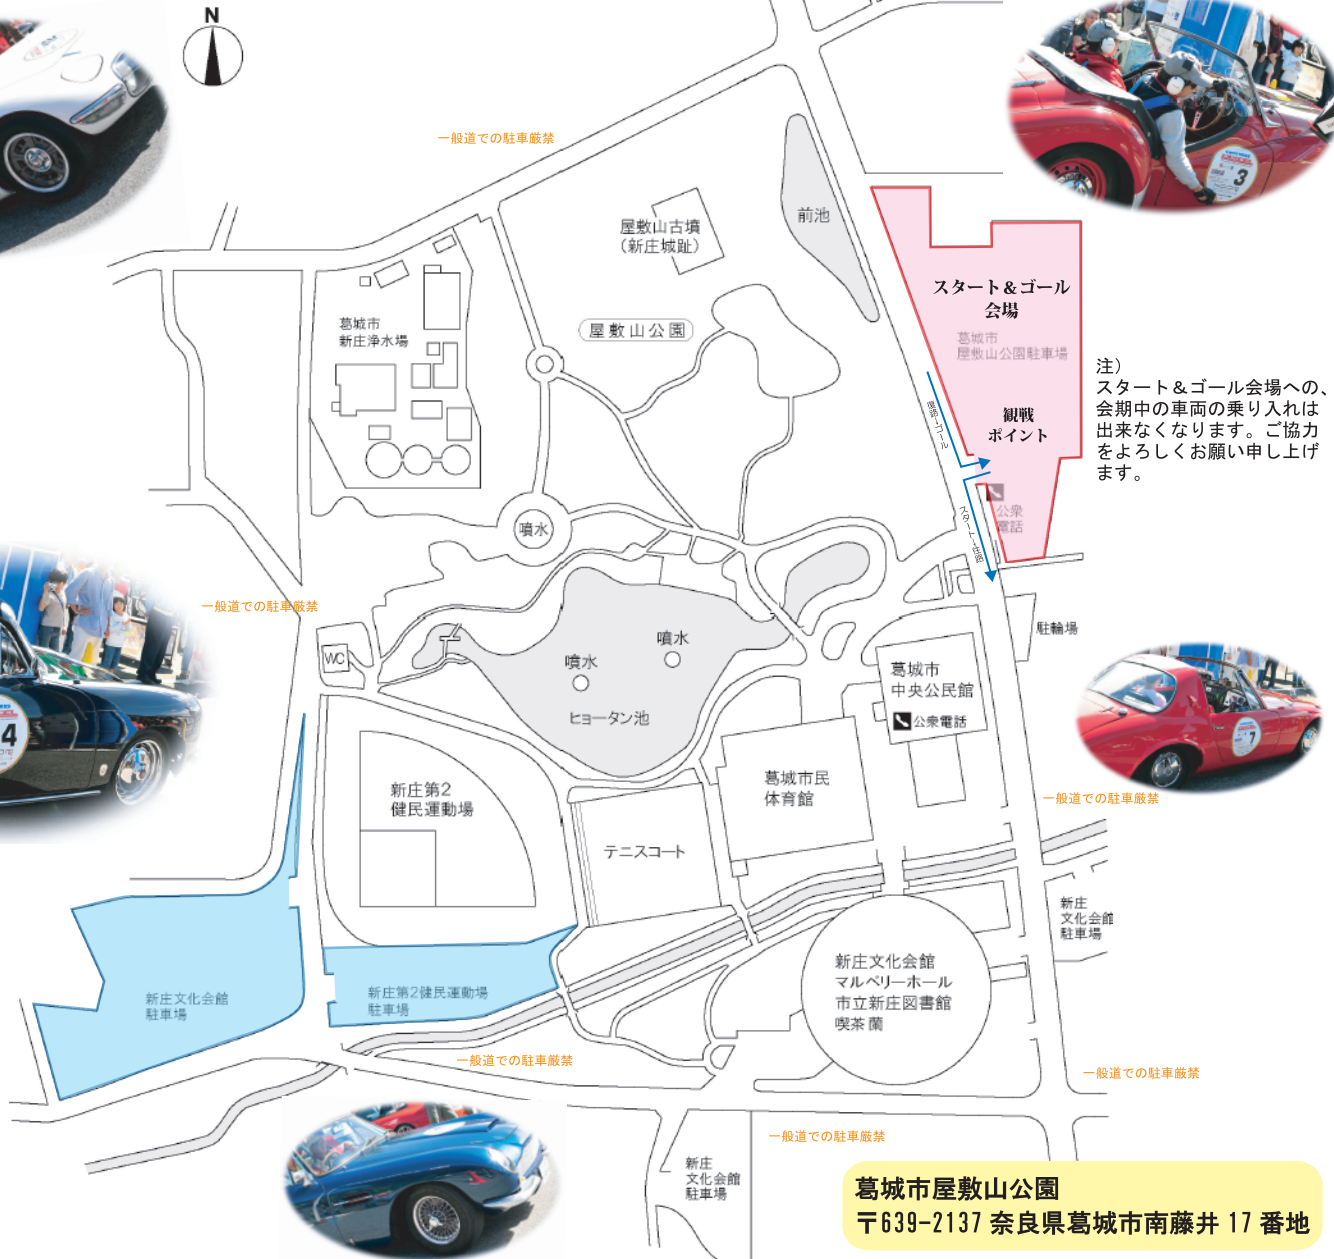 N
一般道での駐車厳禁
3
屋敷山古墳
（新庄城趾）
前池
スタート＆ゴール
会場
葛城市
屋敷山公園駐車場
葛城市
新庄浄水場
屋敷山公園
注）
スタート＆ゴール会場への、
会期中の車両の乗り入れは
出来なくなります。ご協力
をよろしくお願い申し上げ
ます。
観戦
ポイント
復路→ゴール
スタート→往路
公衆
電話
噴水
一般道での駐車厳禁
駐輪場
WC
噴水
噴水
ヒョータン池
葛城市
中央公民館
公衆電話
4
7
新庄第2
健民運動場
葛城市民
体育館
一般道での駐車厳禁
テニスコート
新庄
文化会館
駐車場
新庄文化会館
マルベリーホール
市立新庄図書館
喫茶 蘭
新庄文化会館
駐車場
新庄第2健民運動場
駐車場
一般道での駐車厳禁
一般道での駐車厳禁
一般道での駐車厳禁
新庄
文化会館
駐車場
葛城市屋敷山公園
〒639-2137 奈良県葛城市南藤井 17 番地